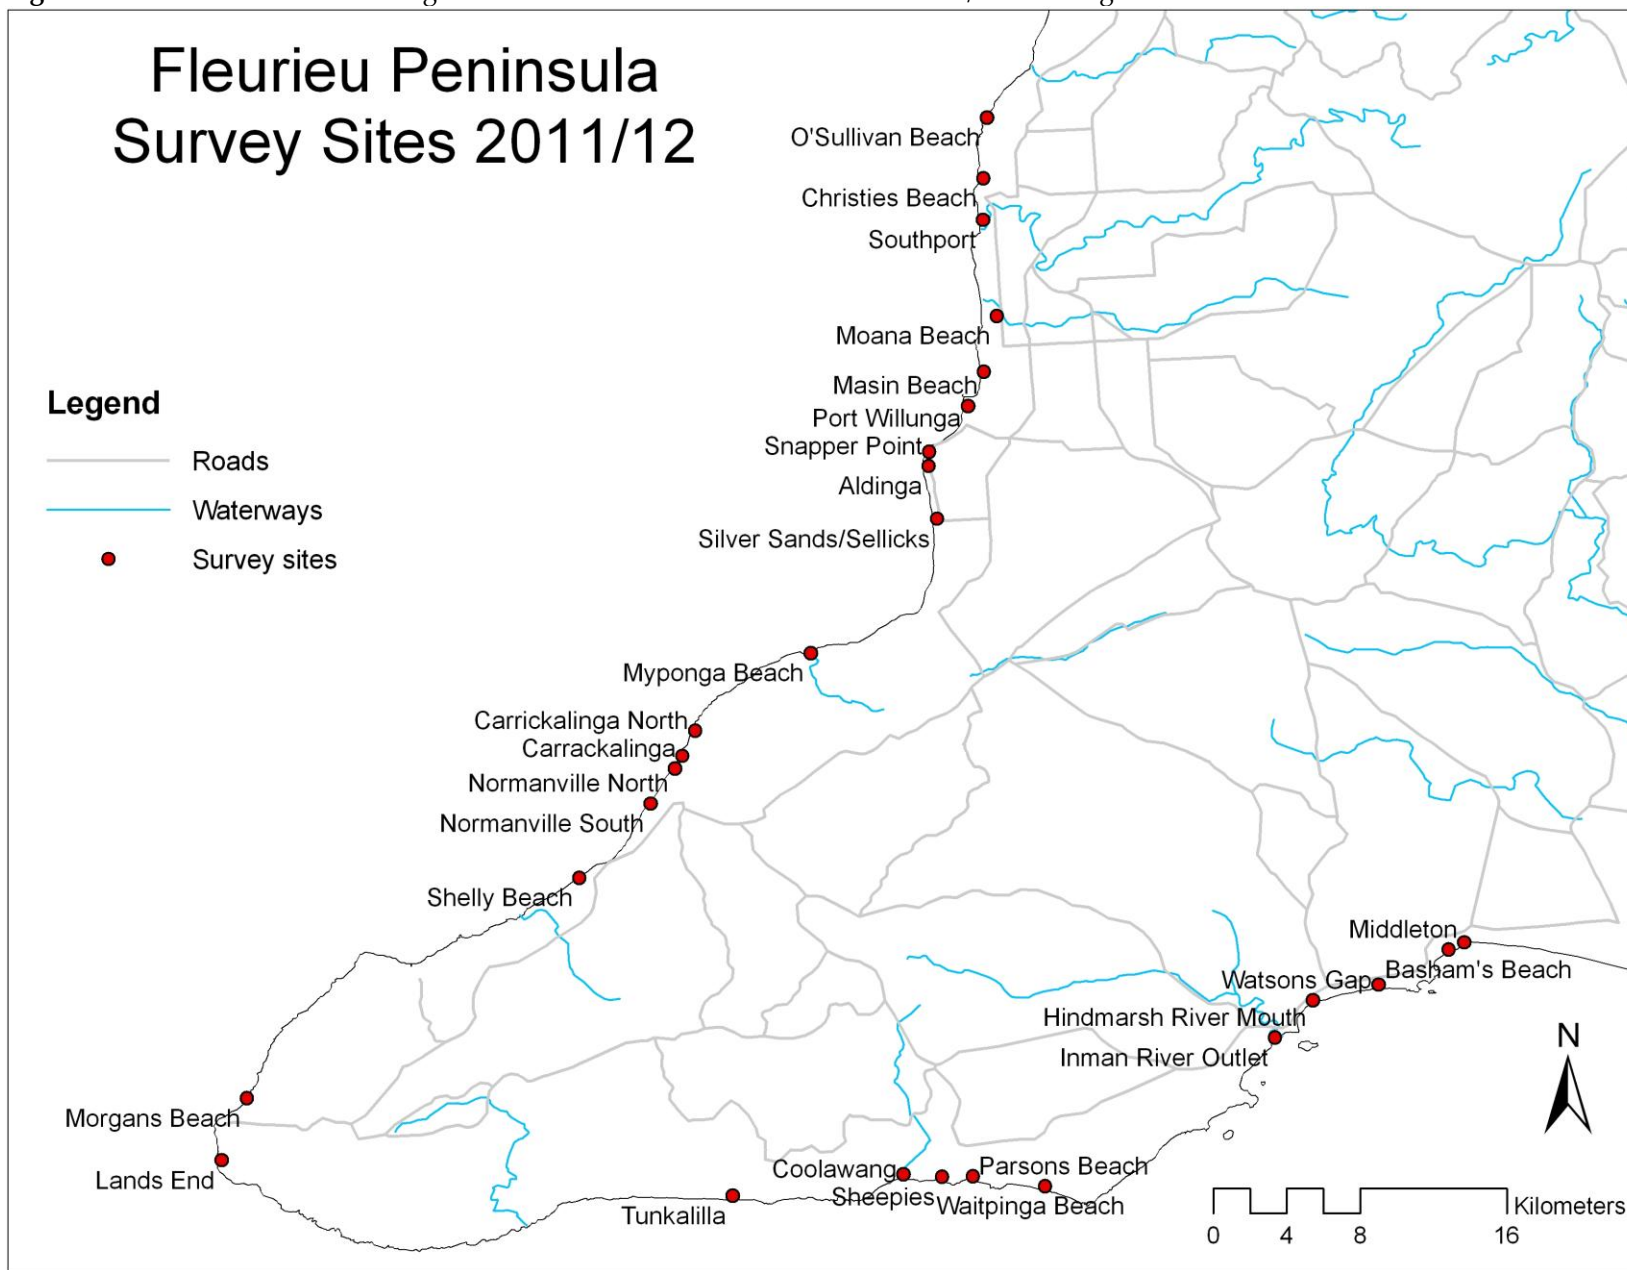 Fleurieu Peninsula
Survey Sites 2011/12
O'Sullivan Beach
Christies Beach
Southport
Moana Beach
Masin Beach
Port Willunga
Snapper Point
Aldinga
Silver Sands/Sellicks
Legend
Roads
Waterways
Survey sites
Myponga Beach
Carrickalinga North
Carrackalinga
Normanville North
Normanville South
Shelly Beach
Middleton
Basham's Beach
Watsons Gap
Hindmarsh River Mouth
Inman River Outlet
N
Morgans Beach
Lands End
Coolawang
Parsons Beach
Sheepies
Waitpinga Beach
Tunkalilla
Kilometers
0 4 8 16